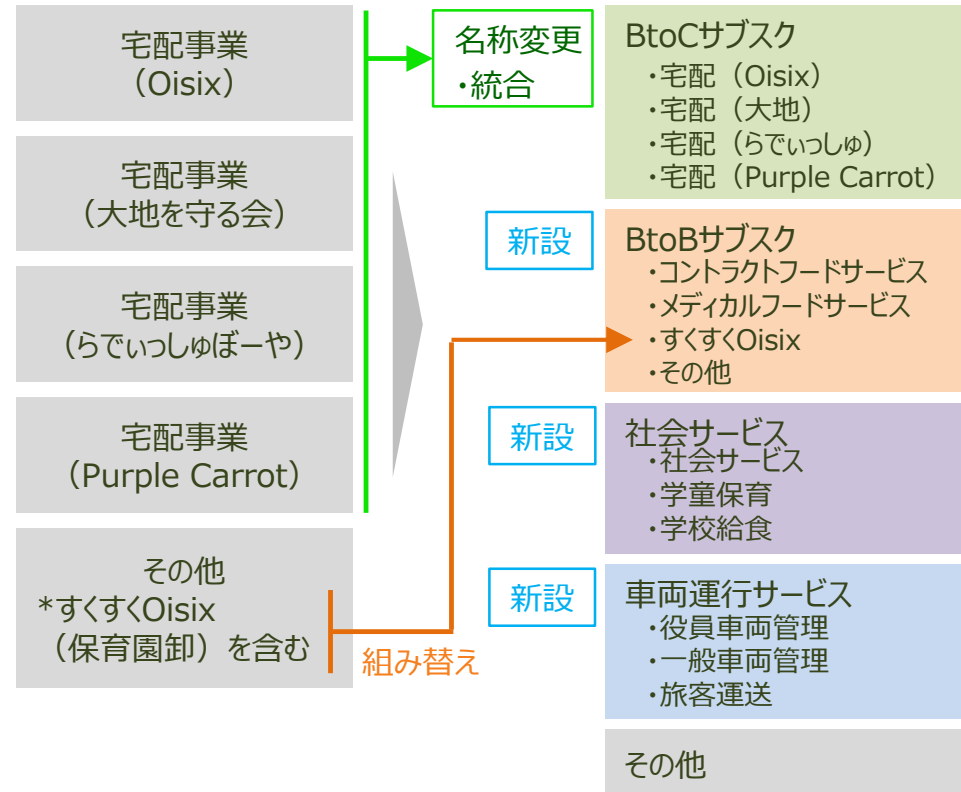 宅配事業
（Oisix）
宅配事業
（大地を守る会）
宅配事業
（らでぃっしゅぼーや）
宅配事業
（Purple Carrot）
その他
*すくすくOisix
（保育園卸）を含む
組み替え
名称変更
・統合
BtoCサブスク
・宅配（Oisix）
・宅配（大地）
・宅配（らでぃっしゅ）
・宅配（Purple Carrot）
新設
BtoBサブスク
・コントラクトフードサービス
・メディカルフードサービス
・すくすくOisix
・その他
新設
社会サービス
・社会サービス
・学童保育
・学校給食
新設
車両運行サービス
・役員車両管理
・一般車両管理
・旅客運送
その他